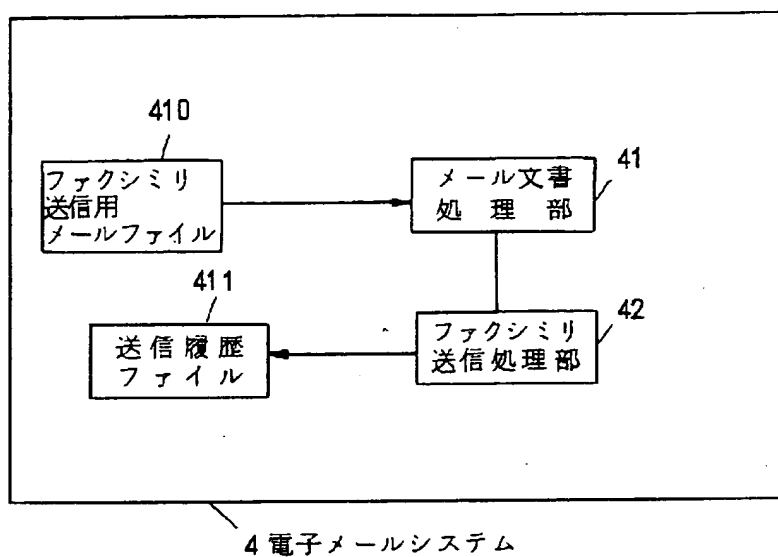 410
ファクシミリ
送信用
メールファイル
41
メール文書
処理部
411
送信履歴
ファイル
42
ファクシミリ
送信処理部
4 電子メールシステム